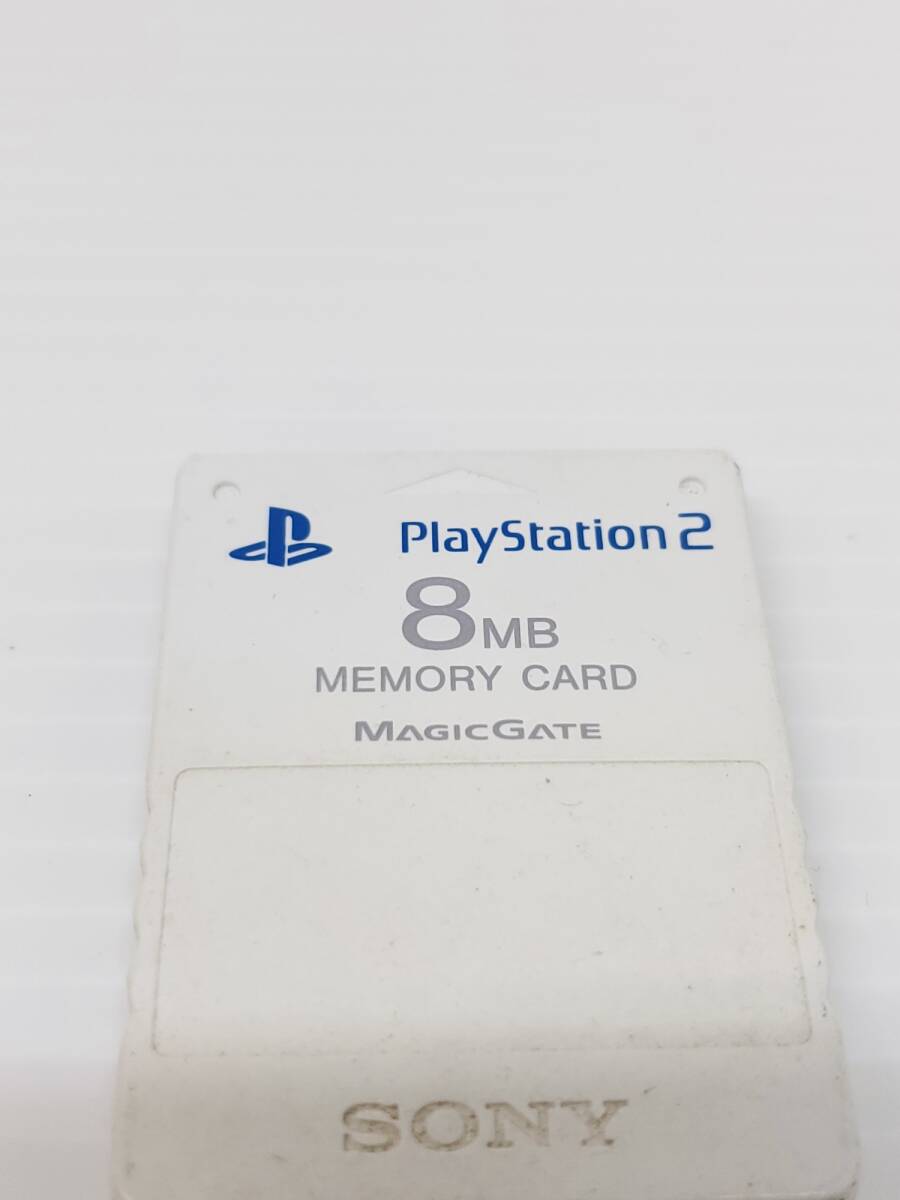 PlayStation 2
8MB
MEMORY CARD
MAGICGATE
SONY